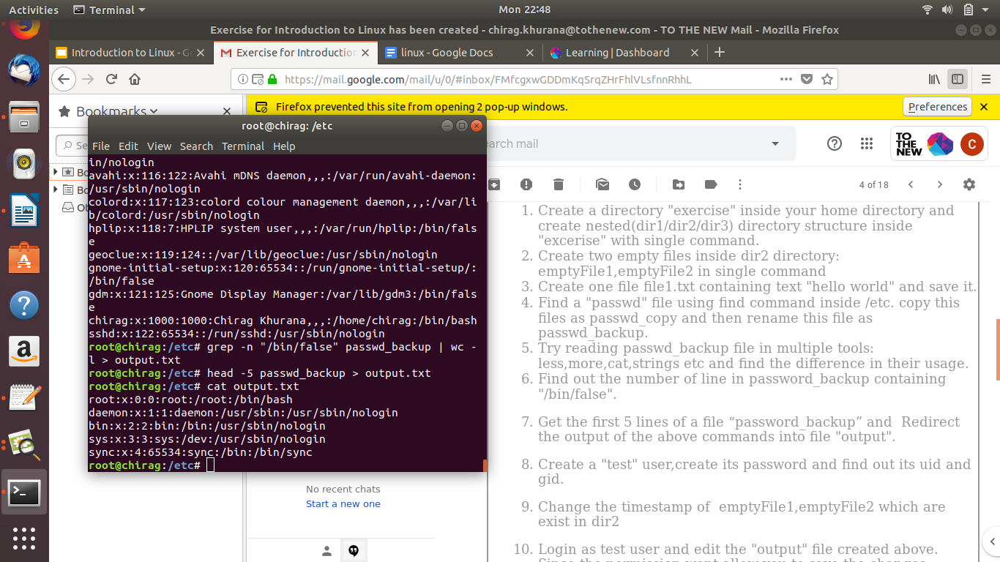 Activities
Terminal
Mon 22:48
Exercise for Introduction to Linux has been created - chirag.khurana@tothenew.com - TO THE NEW Mail - Mozilla Firefox
Introduction to Linux - G
Exercise for Introduction
linux - Google Docs
Learning | Dashboard
https://mail.google.com/mail/u/0/#inbox/FMfcgxwGDDmKqSrqZHrFhlVLsfnnRhhL
Bookmarks
Firefox prevented this site from opening 2 pop-up windows.
Preferences
root@chirag: /etc
File Edit View Search Terminal Help
in/nologin
avahi:x:116:122:Avahi mDNS daemon,,,:/var/run/avahi-daemon:
/usr/sbin/nologin
colord:x:117:123:colord colour management daemon,,,:/var/li
b/colord:/usr/sbin/nologin
hplip:x:118:7:HPLIP system user,,,:/var/run/hplip:/bin/fals
e
geoclue:x:119:124::/var/lib/geoclue:/usr/sbin/nologin
gnome-initial-setup:x:120:65534::/run/gnome-initial-setup/:
/bin/false
gdm:x:121:125:Gnome Display Manager:/var/lib/gdm3:/bin/fals
e
chirag:x:1000:1000:Chirag Khurana,,,:/home/chirag:/bin/bash
sshd:x:122:65534::/run/sshd:/usr/sbin/nologin
root@chirag:/etc# grep -n "/bin/false" passwd_backup | wc -
l > output.txt
root@chirag:/etc# head -5 passwd_backup > output.txt
root@chirag:/etc# cat output.txt
root:x:0:0:root:/root:/bin/bash
daemon:x:1:1:daemon:/usr/sbin:/usr/sbin/nologin
bin:x:2:2:bin:/bin:/usr/sbin/nologin
sys:x:3:3:sys:/dev:/usr/sbin/nologin
sync:x:4:65534:sync:/bin:/bin/sync
root@chirag:/etc#
Se
Bo
Bo
Ot
earch mail
TO
THE
NEW
C
4 of 18
1. Create a directory "exercise" inside your home directory and
create nested(dir1/dir2/dir3) directory structure inside
"excerise" with single command.
2. Create two empty files inside dir2 directory:
emptyFile1,emptyFile2 in single command
3. Create one file file1.txt containing text "hello world" and save it.
4. Find a "passwd" file using find command inside /etc. copy this
files as passwd_copy and then rename this file as
passwd_backup.
5. Try reading passwd_backup file in multiple tools:
less,more,cat,strings etc and find the difference in their usage.
6. Find out the number of line in password_backup containing
"/bin/false".
7. Get the first 5 lines of a file “password_backup” and  Redirect
the output of the above commands into file "output".
8. Create a "test" user,create its password and find out its uid and
gid.
9. Change the timestamp of  emptyFile1,emptyFile2 which are
exist in dir2
10. Login as test user and edit the "output" file created above.
Since the permission wont allow you to save the changes
No recent chats
Start a new one